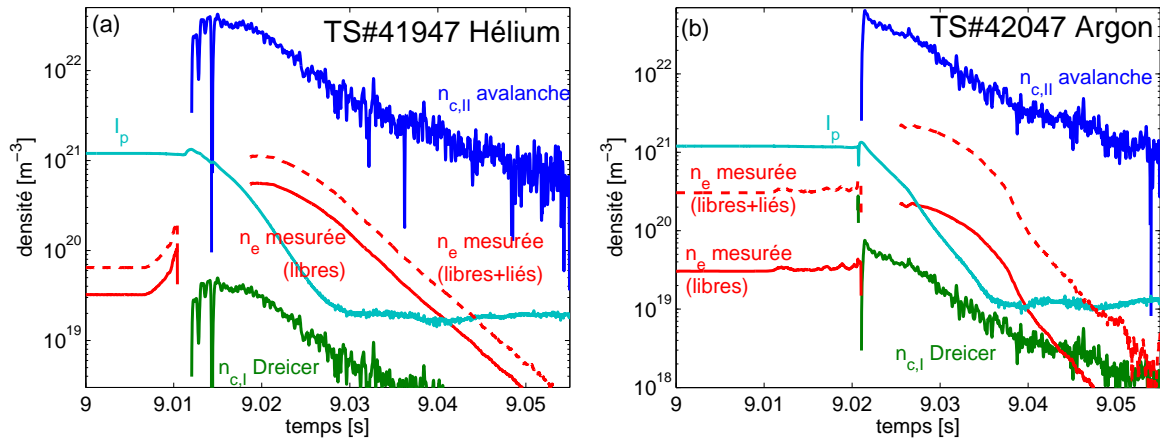 (a) TS#41947 Hélium
n_c,II avalanche
I_p
n_e mesurée
(libres)
n_e mesurée
(libres+liés)
n_c,I Dreicer
densité [m^-3]
10^22
10^21
10^20
10^19
9 9.01 9.02 9.03 9.04 9.05
temps [s]
(b) TS#42047 Argon
n_c,II avalanche
I_p
n_e mesurée
(libres+liés)
n_e mesurée
(libres)
n_c,I Dreicer
densité [m^-3]
10^22
10^21
10^20
10^19
10^18
9 9.01 9.02 9.03 9.04 9.05
temps [s]